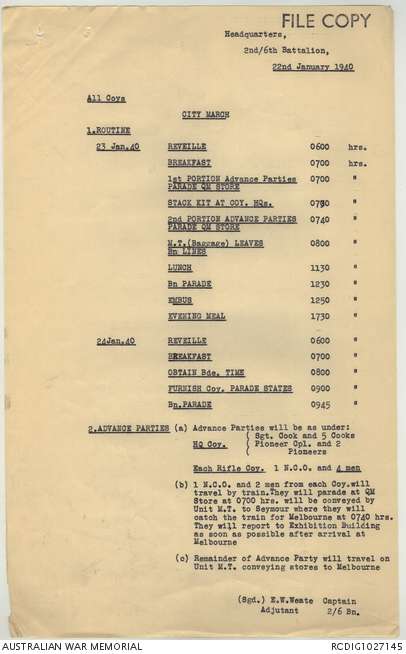 FILE COPY
Headquarters,
2nd/6th Battalion,
22nd January 1940
All Coys
CITY MARCH
1.ROUTINE
23 Jan.40 REVEILLE 0600 hrs.
BREAKFAST 0700 hrs.
1st PORTION Advance Parties 0700 "
PARADE QM STORE
STACK KIT AT COY. HQs. 0730 "
2nd PORTION ADVANCE PARTIES 0740 "
PARADE QM STORE
M.T.(Baggage) LEAVES 0800 "
Bn LINES
LUNCH 1130 "
Bn PARADE 1230 "
EMBUS 1250 "
EVENING MEAL 1730 "
24Jan.40 REVEILLE 0600 "
BREAKFAST 0700 "
OBTAIN Bde. TIME 0800 "
FURNISH Coy. PARADE STATES 0900 "
Bn.PARADE 0945 "
2.ADVANCE PARTIES (a) Advance Parties will be as under:
( Sgt. Cook and 5 Cooks
HQ Coy. ( Pioneer Cpl. and 2
( Pioneers
Each Rifle Coy. 1 N.C.O. and 4 men
(b) 1 N.C.O. and 2 men from each Coy.will
travel by train.They will parade at QM
Store at 0700 hrs. will be conveyed by
Unit M.T. to Seymour where they will
catch the train for Melbourne at 0740 hrs.
They will report to Exhibition Building
as soon as possible after arrival at
Melbourne
(c) Remainder of Advance Party will travel on
Unit M.T. conveying stores to Melbourne
(Sgd.) E.W.Weate Captain
Adjutant 2/6 Bn.
AUSTRALIAN WAR MEMORIAL RCDIG1027145